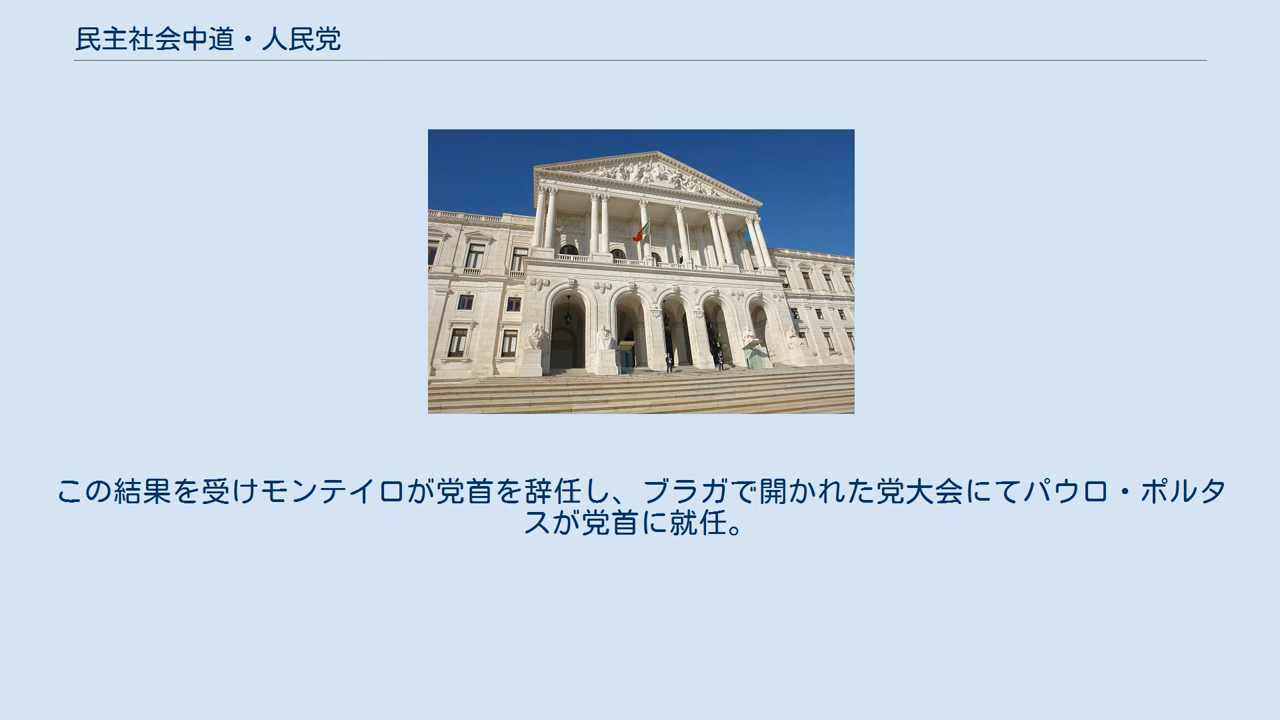 民主社会中道・人民党
この結果を受けモンテイロが党首を辞任し、ブラガで開かれた党大会にてパウロ・ポルタ
スが党首に就任。